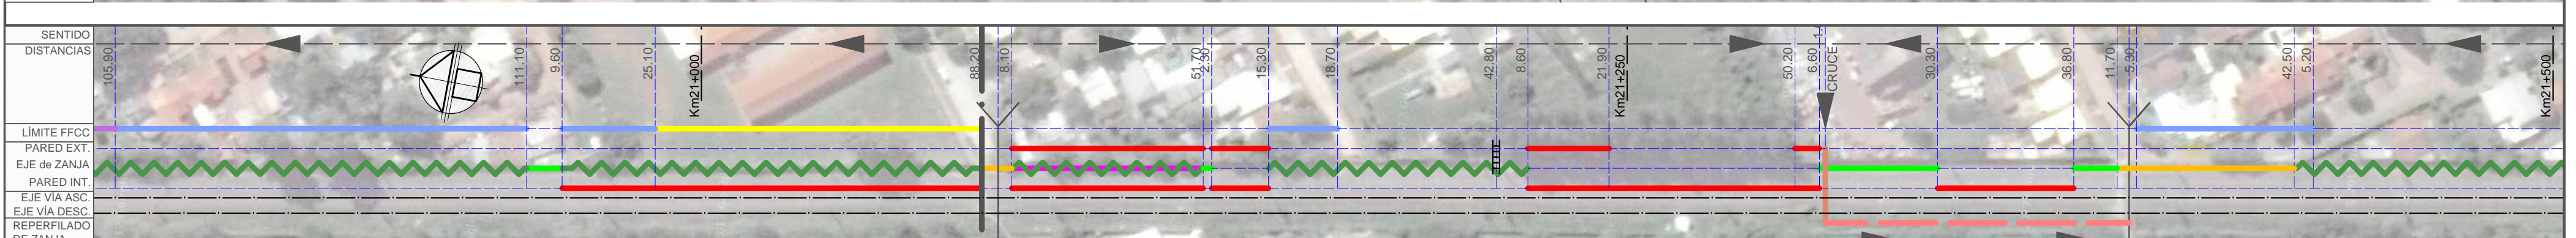 SENTIDO
DISTANCIAS
105.90
111.10
9.60
25.10
Km21+000
88.20
8.10
51.70
2.30
15.30
18.70
42.80
8.60
21.90
Km21+250
50.20
6.60
CRUCE
30.30
36.80
11.70
5.30
42.50
5.20
Km21+500
LÍMITE FFCC
PARED EXT.
EJE de ZANJA
PARED INT.
EJE VÍA ASC.
EJE VÍA DESC.
REPERFILADO
DE ZANJA